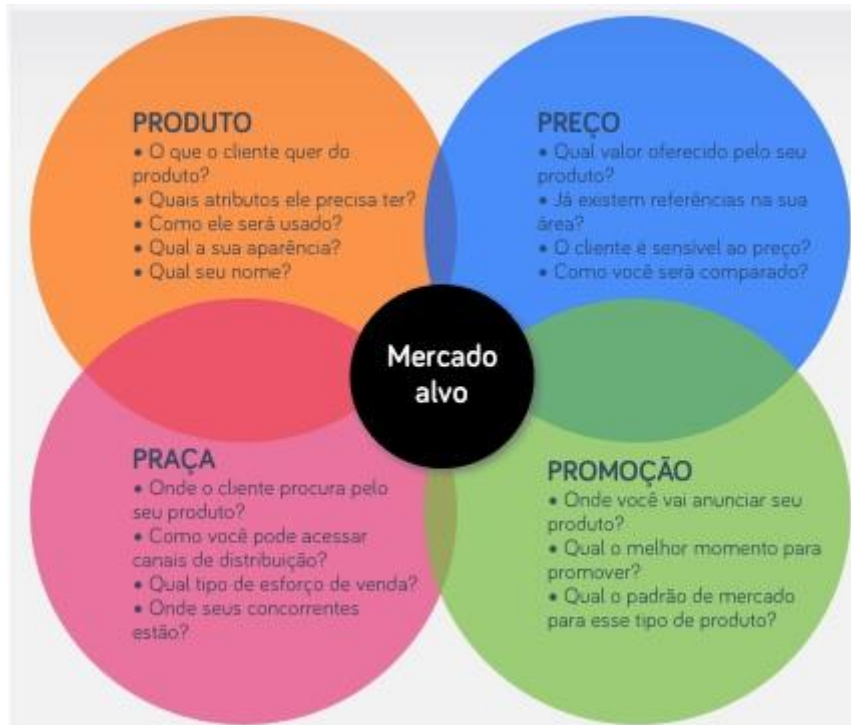 PRODUTO
• O que o cliente quer do
produto?
• Quais atributos ele precisa ter?
• Como ele será usado?
• Qual a sua aparência?
• Qual seu nome?
PREÇO
• Qual valor oferecido pelo seu
produto?
• Já existem referências na sua
área?
• O cliente é sensível ao preço?
• Como você será comparado?
Mercado
alvo
PRAÇA
• Onde o cliente procura pelo
seu produto?
• Como você pode acessar
canais de distribuição?
• Qual tipo de esforço de venda?
• Onde seus concorrentes
estão?
PROMOÇÃO
• Onde você vai anunciar seu
produto?
• Qual o melhor momento para
promover?
• Qual o padrão de mercado
para esse tipo de produto?